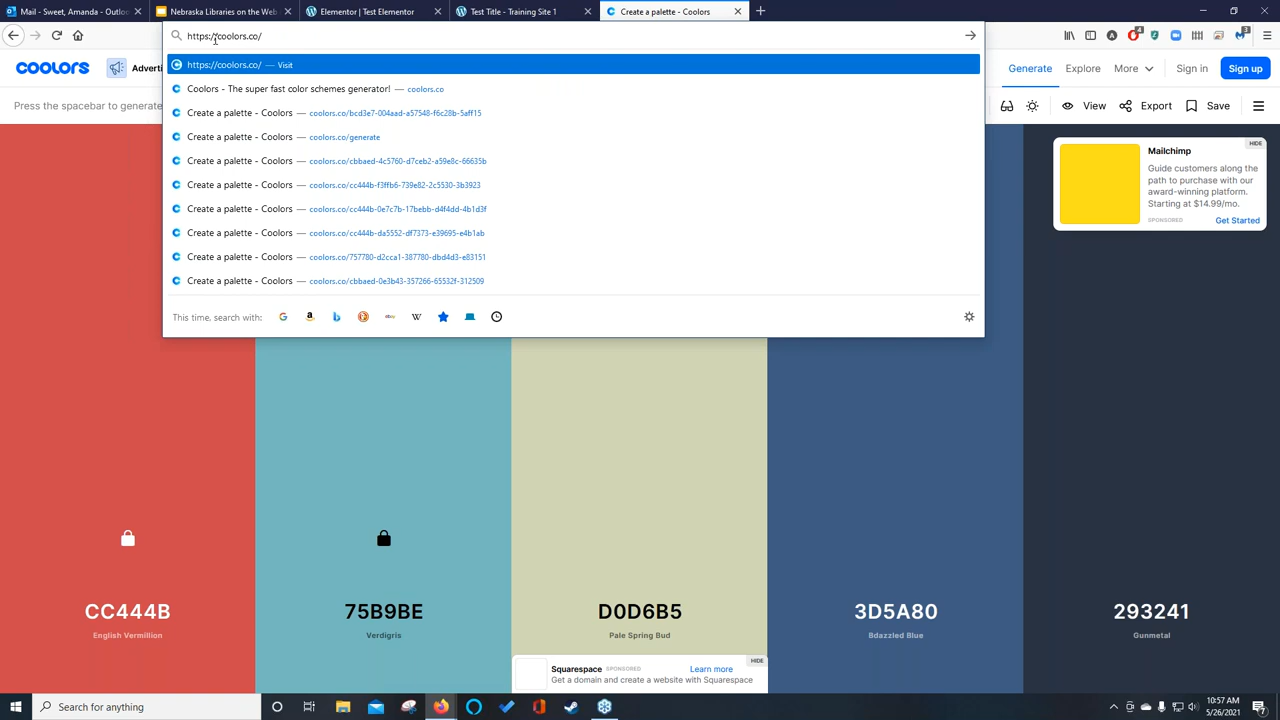 Mail - Sweet, Amanda - Outloo
Nebraska Libraries on the Web
Elementor | Test Elementor
Test Title - Training Site 1
Create a palette - Coolors
https://coolors.co/
coolors
Adverti
Generate
Explore
More
Sign in
Sign up
https://coolors.co/ — Visit
Coolors - The super fast color schemes generator! — coolors.co
Create a palette - Coolors — coolors.co/bcd3e7-004aad-a57548-f6c28b-5aff15
Create a palette - Coolors — coolors.co/generate
Create a palette - Coolors — coolors.co/cbbaed-4c5760-d7ceb2-a59e8c-66635b
Create a palette - Coolors — coolors.co/cc444b-f3ffb6-739e82-2c5530-3b3923
Create a palette - Coolors — coolors.co/cc444b-0e7c7b-17bebb-d4f4dd-4b1d3f
Create a palette - Coolors — coolors.co/cc444b-da5552-df7373-e39695-e4b1ab
Create a palette - Coolors — coolors.co/757780-d2cca1-387780-dbd4d3-e83151
Create a palette - Coolors — coolors.co/cbbaed-0e3b43-357266-65532f-312509
This time, search with:
Press the spacebar to generate
View
Export
Save
HIDE
Mailchimp
Guide customers along the
path to purchase with our
award-winning platform.
Starting at $14.99/mo.
SPONSORED
Get Started
CC444B
English Vermillion
75B9BE
Verdigris
D0D6B5
Pale Spring Bud
3D5A80
Bdazzled Blue
293241
Gunmetal
HIDE
Squarespace SPONSORED
Learn more
Get a domain and create a website with Squarespace
Search for anything
10:57 AM
5/26/2021